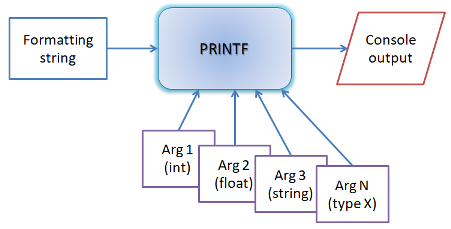 Formatting
string
PRINTF
Console
output
Arg 1
(int)
Arg 2
(float)
Arg 3
(string)
Arg N
(type X)